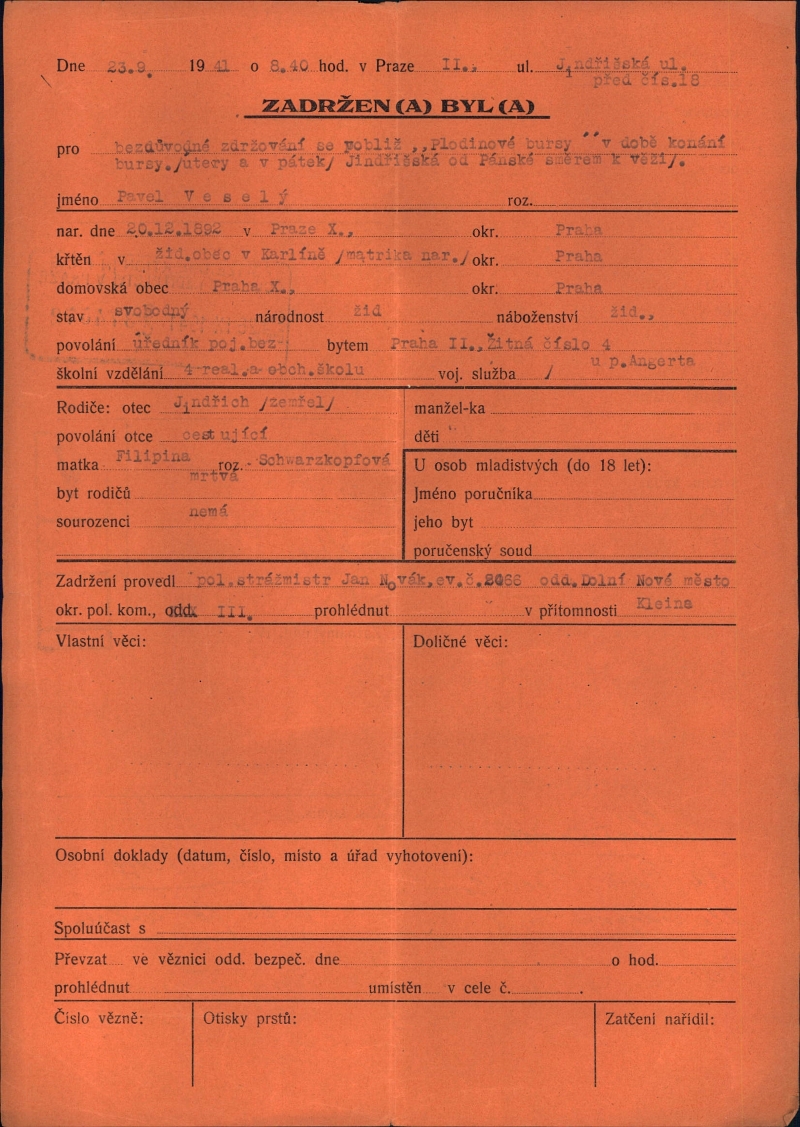 Dne 23.9. 1941 o 8.40 hod. v Praze II., ul. Jindřišská ul.
před čís.18
ZADRŽEN(A) BYL(A)
pro bezdůvodné zdržování se poblíž ,,Plodinové bursy" v době konání
bursy./útery a v pátek/ Jindřišská od Pánské směrem k věži/.
jméno Pavel V e s e l ý roz.
nar. dne 20.12.1892 v Praze X., okr. Praha
křtěn v žid.obec v Karlíně /matrika nar./ okr. Praha
domovská obec Praha X., okr. Praha
stav svobodný národnost žid náboženství žid.,
povolání úředník poj.bez bytem Praha II.,Žitná číslo 4
u p.Angerta
školní vzdělání 4 real.a obch.školu voj. služba /
Rodiče: otec Jindřich /zemřel/ manžel-ka
povolání otce cestující děti
matka Filipina roz. Schwarzkopfová
mrtvá
U osob mladistvých (do 18 let):
byt rodičů Jméno poručníka
sourozenci nemá jeho byt
poručenský soud
Zadržení provedl pol.strážmistr Jan Novák,ev.č.2066 odd.Dolní Nové město
okr. pol. kom., odd. III. prohlédnut v přítomnosti Kleina
Vlastní věci: Doličné věci:
Osobní doklady (datum, číslo, místo a úřad vyhotovení):
Spoluúčast s
Převzat ve věznici odd. bezpeč. dne o hod.
prohlédnut umístěn v cele č. .
Číslo vězně: Otisky prstů: Zatčení nařídil: